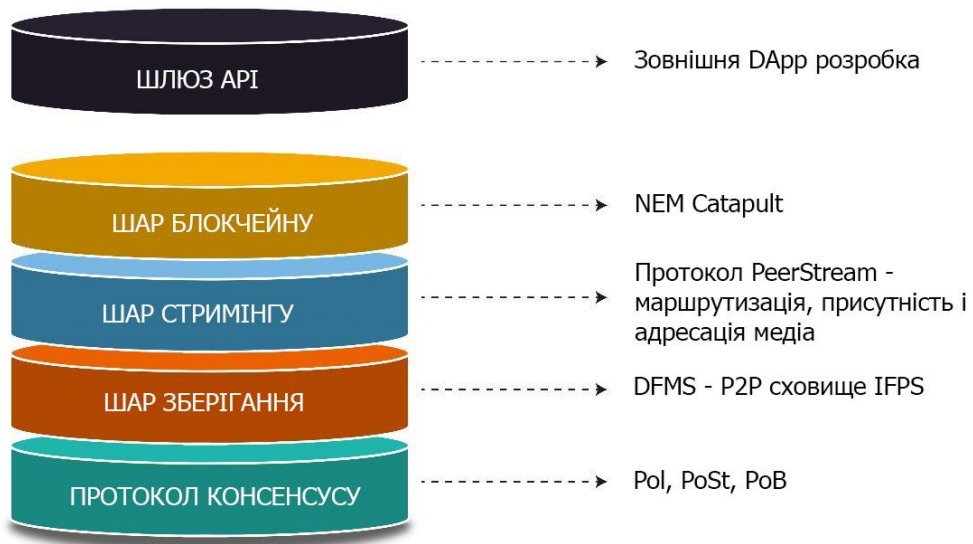 ШЛЮЗ API
Зовнішня DApp розробка
ШАР БЛОКЧЕЙНУ
NEM Catapult
ШАР СТРИМІНГУ
Протокол PeerStream -
маршрутизація, присутність і
адресація медіа
ШАР ЗБЕРІГАННЯ
DFMS - P2P сховище IFPS
ПРОТОКОЛ КОНСЕНСУСУ
Pol, PoSt, PoB